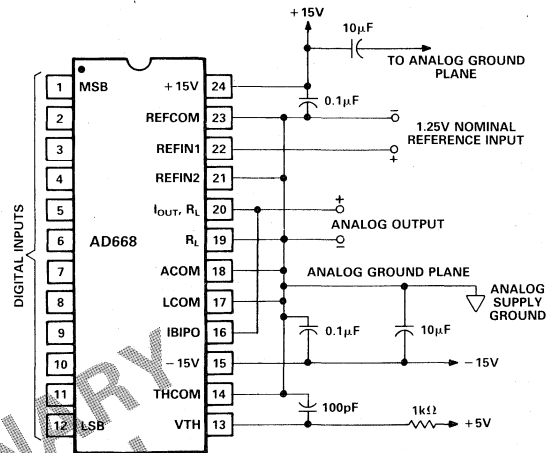 +15V
10μF
TO ANALOG GROUND
PLANE
0.1μF
1 MSB
+15V 24
2
REFCOM 23
1.25V NOMINAL
REFERENCE INPUT
3
REFIN1 22
4
REFIN2 21
5
IOUT, RL 20
ANALOG OUTPUT
6
AD668
RL 19
7
ACOM 18
ANALOG GROUND PLANE
ANALOG
SUPPLY
GROUND
8
LCOM 17
9
IBIPO 16
0.1μF
10μF
10
-15V 15
-15V
11
THCOM 14
100pF
1kΩ
12 LSB
VTH 13
+5V
DIGITAL INPUTS